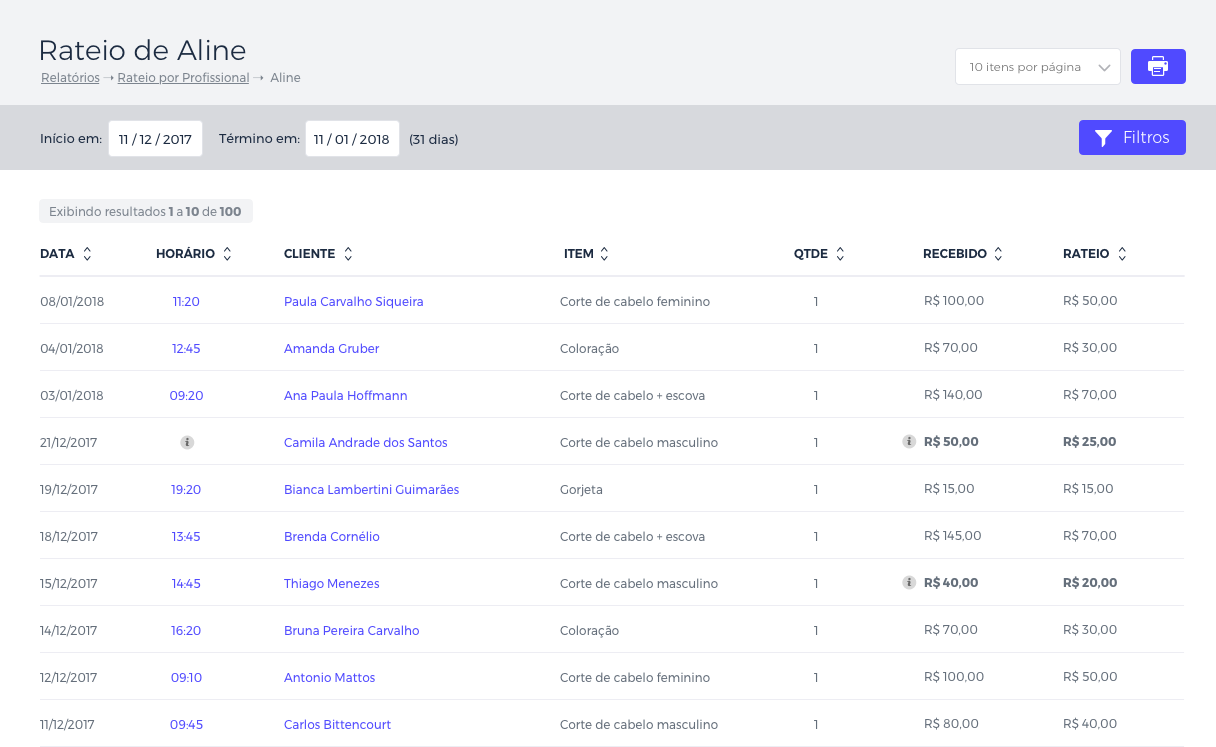 Rateio de Aline
Relatórios → Rateio por Profissional → Aline
10 itens por página
Início em: 11 / 12 / 2017 Término em: 11 / 01 / 2018 (31 dias)
Filtros
Exibindo resultados 1 a 10 de 100
DATA HORÁRIO CLIENTE ITEM QTDE RECEBIDO RATEIO
08/01/2018 11:20 Paula Carvalho Siqueira Corte de cabelo feminino 1 R$ 100,00 R$ 50,00
04/01/2018 12:45 Amanda Gruber Coloração 1 R$ 70,00 R$ 30,00
03/01/2018 09:20 Ana Paula Hoffmann Corte de cabelo + escova 1 R$ 140,00 R$ 70,00
21/12/2017 i Camila Andrade dos Santos Corte de cabelo masculino 1 i R$ 50,00 R$ 25,00
19/12/2017 19:20 Bianca Lambertini Guimarães Gorjeta 1 R$ 15,00 R$ 15,00
18/12/2017 13:45 Brenda Cornélio Corte de cabelo + escova 1 R$ 145,00 R$ 70,00
15/12/2017 14:45 Thiago Menezes Corte de cabelo masculino 1 i R$ 40,00 R$ 20,00
14/12/2017 16:20 Bruna Pereira Carvalho Coloração 1 R$ 70,00 R$ 30,00
12/12/2017 09:10 Antonio Mattos Corte de cabelo feminino 1 R$ 100,00 R$ 50,00
11/12/2017 09:45 Carlos Bittencourt Corte de cabelo masculino 1 R$ 80,00 R$ 40,00